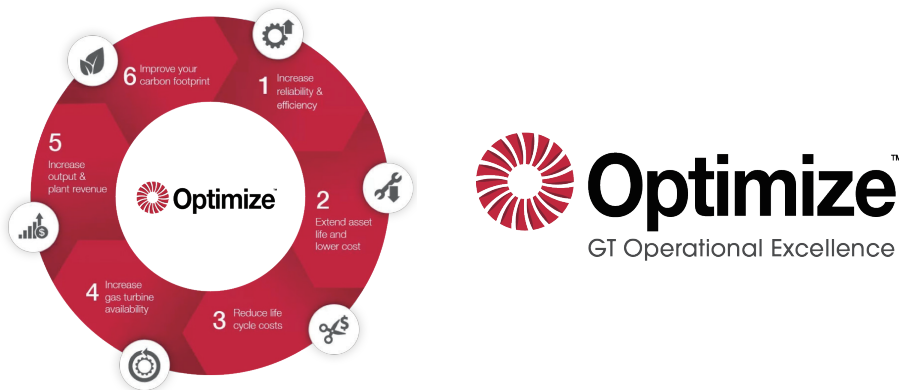 1 Increase
reliability &
efficiency
2
Extend asset
life and
lower cost
3 Reduce life
cycle costs
4 Increase
gas turbine
availability
5
Increase
output &
plant revenue
6 Improve your
carbon footprint
Optimize™
$
$
Optimize™
GT Operational Excellence